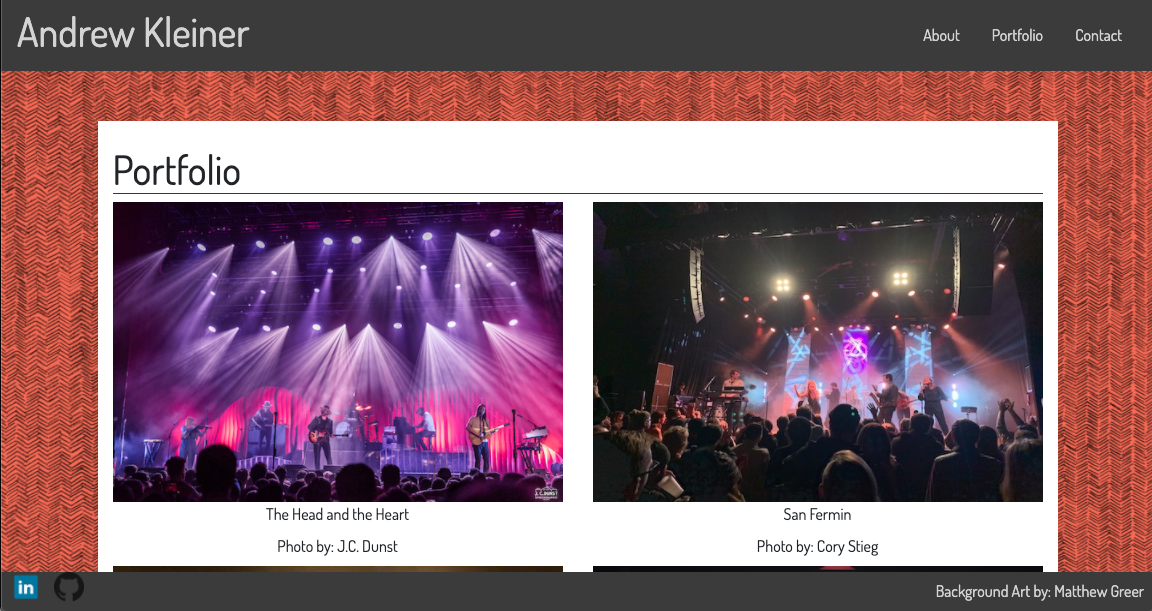 Andrew Kleiner
About
Portfolio
Contact
Portfolio
J.C.DUNST
The Head and the Heart
San Fermin
Photo by: J.C. Dunst
Photo by: Cory Stieg
in
Background Art by: Matthew Greer